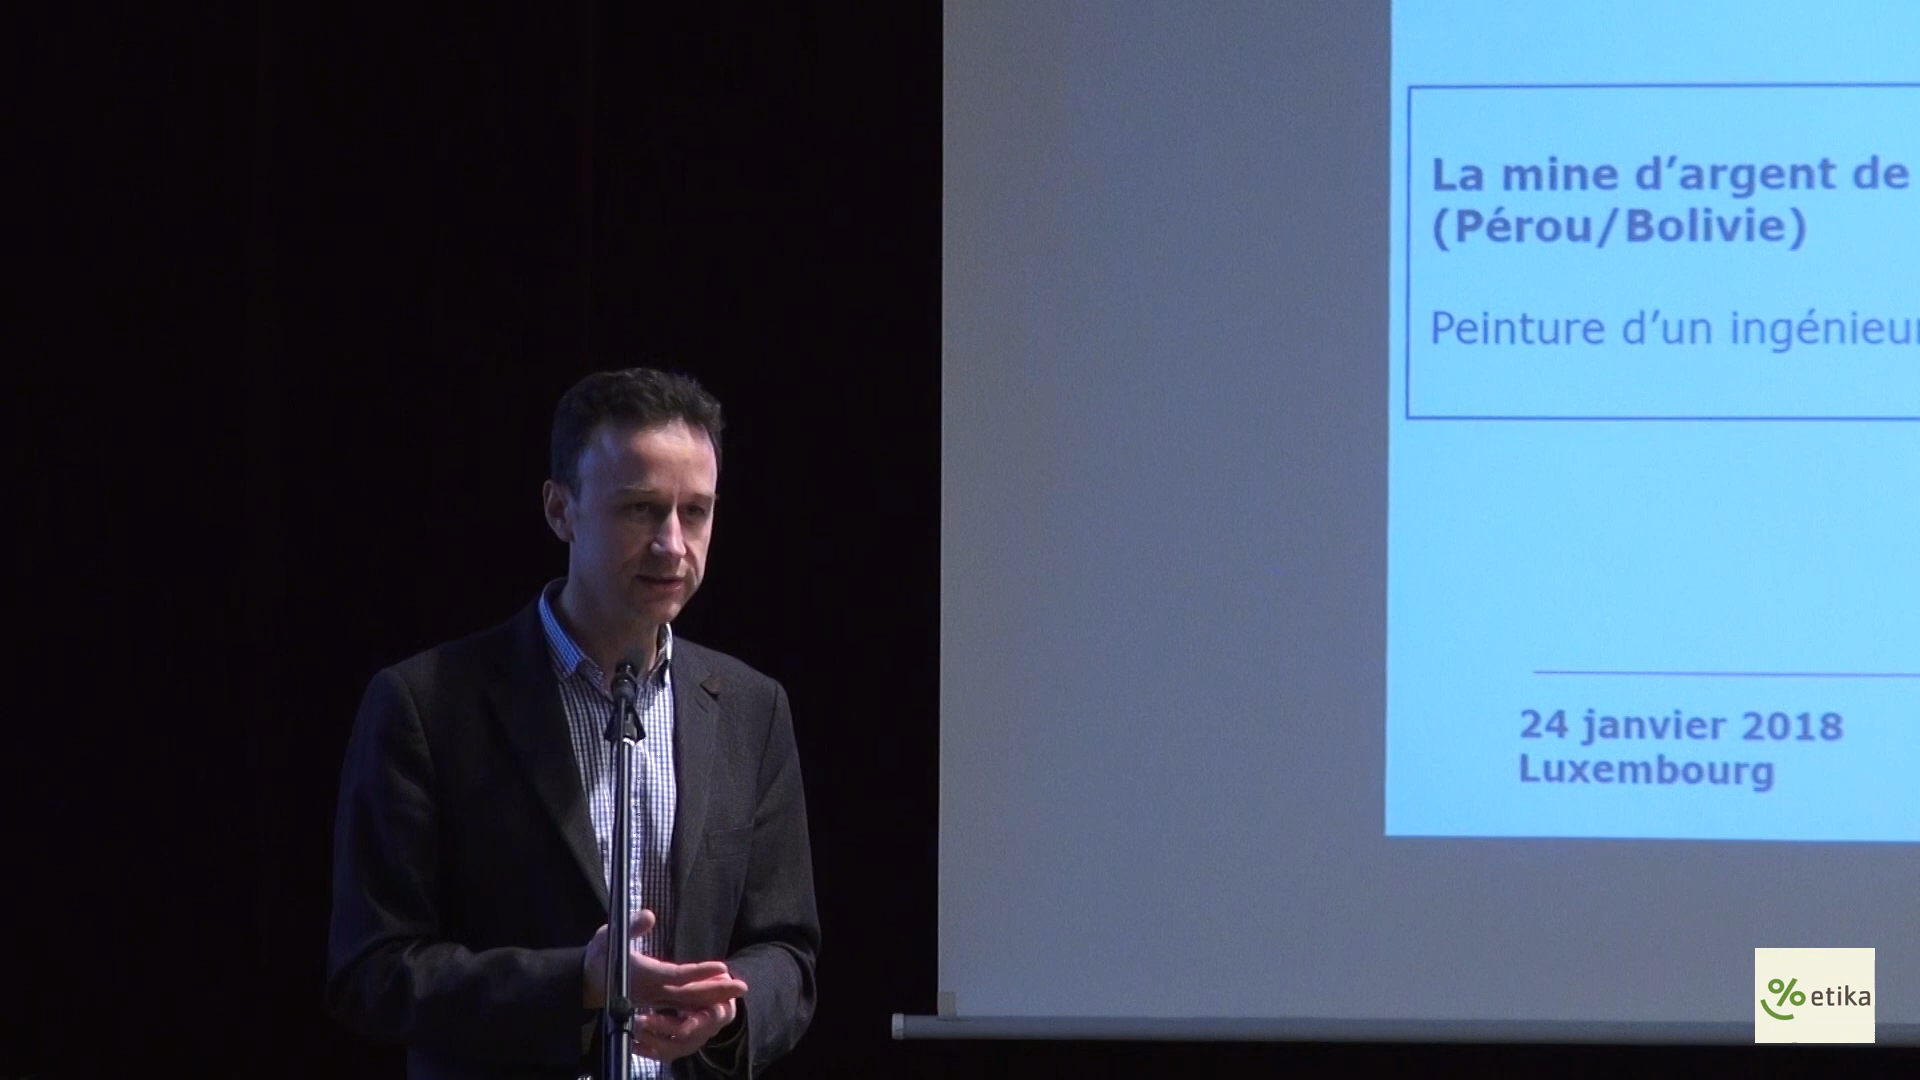 La mine d’argent de
(Pérou/Bolivie)
Peinture d’un ingénieur
24 janvier 2018
Luxembourg
% etika